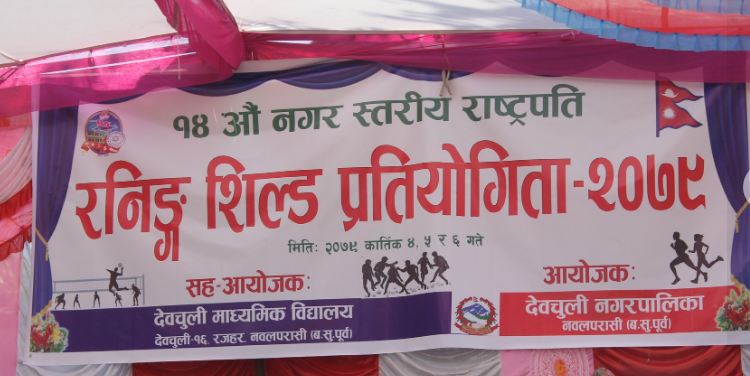 १४ औं नगर स्तरीय राष्ट्रपति
रनिङ्ग शिल्ड प्रतियोगिता-२०७९
मिति: २०७९ कार्तिक ४, ५ र ६ गते
सह-आयोजक:
आयोजक:
देवचुली माध्यमिक विद्यालय
देवचुली-१६, रजहर, नवलपरासी (ब.सु.पूर्व)
देवचुली नगरपालिका
नवलपरासी (ब.सु.पूर्व)